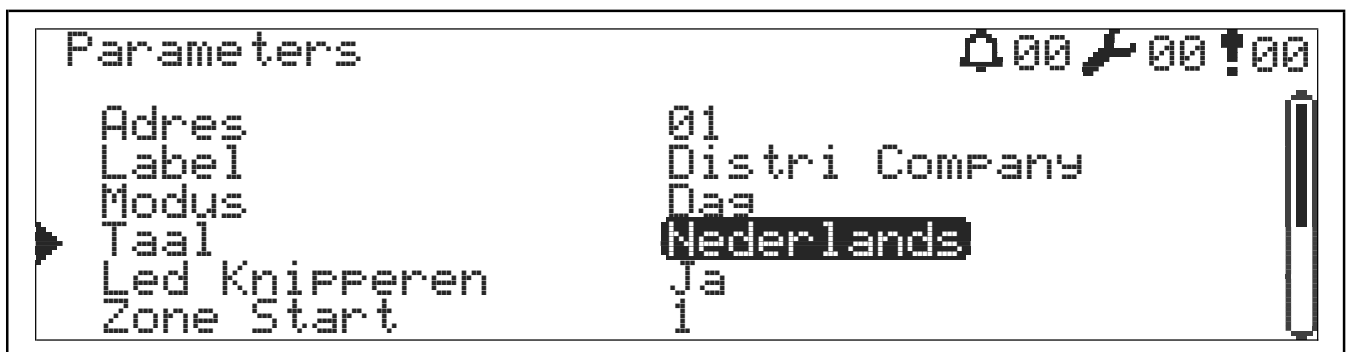 Parameters 00 00 00
Adres 01
Label Distri Company
Modus Dag
Taal Nederlands
Led Knipperen Ja
Zone Start 1